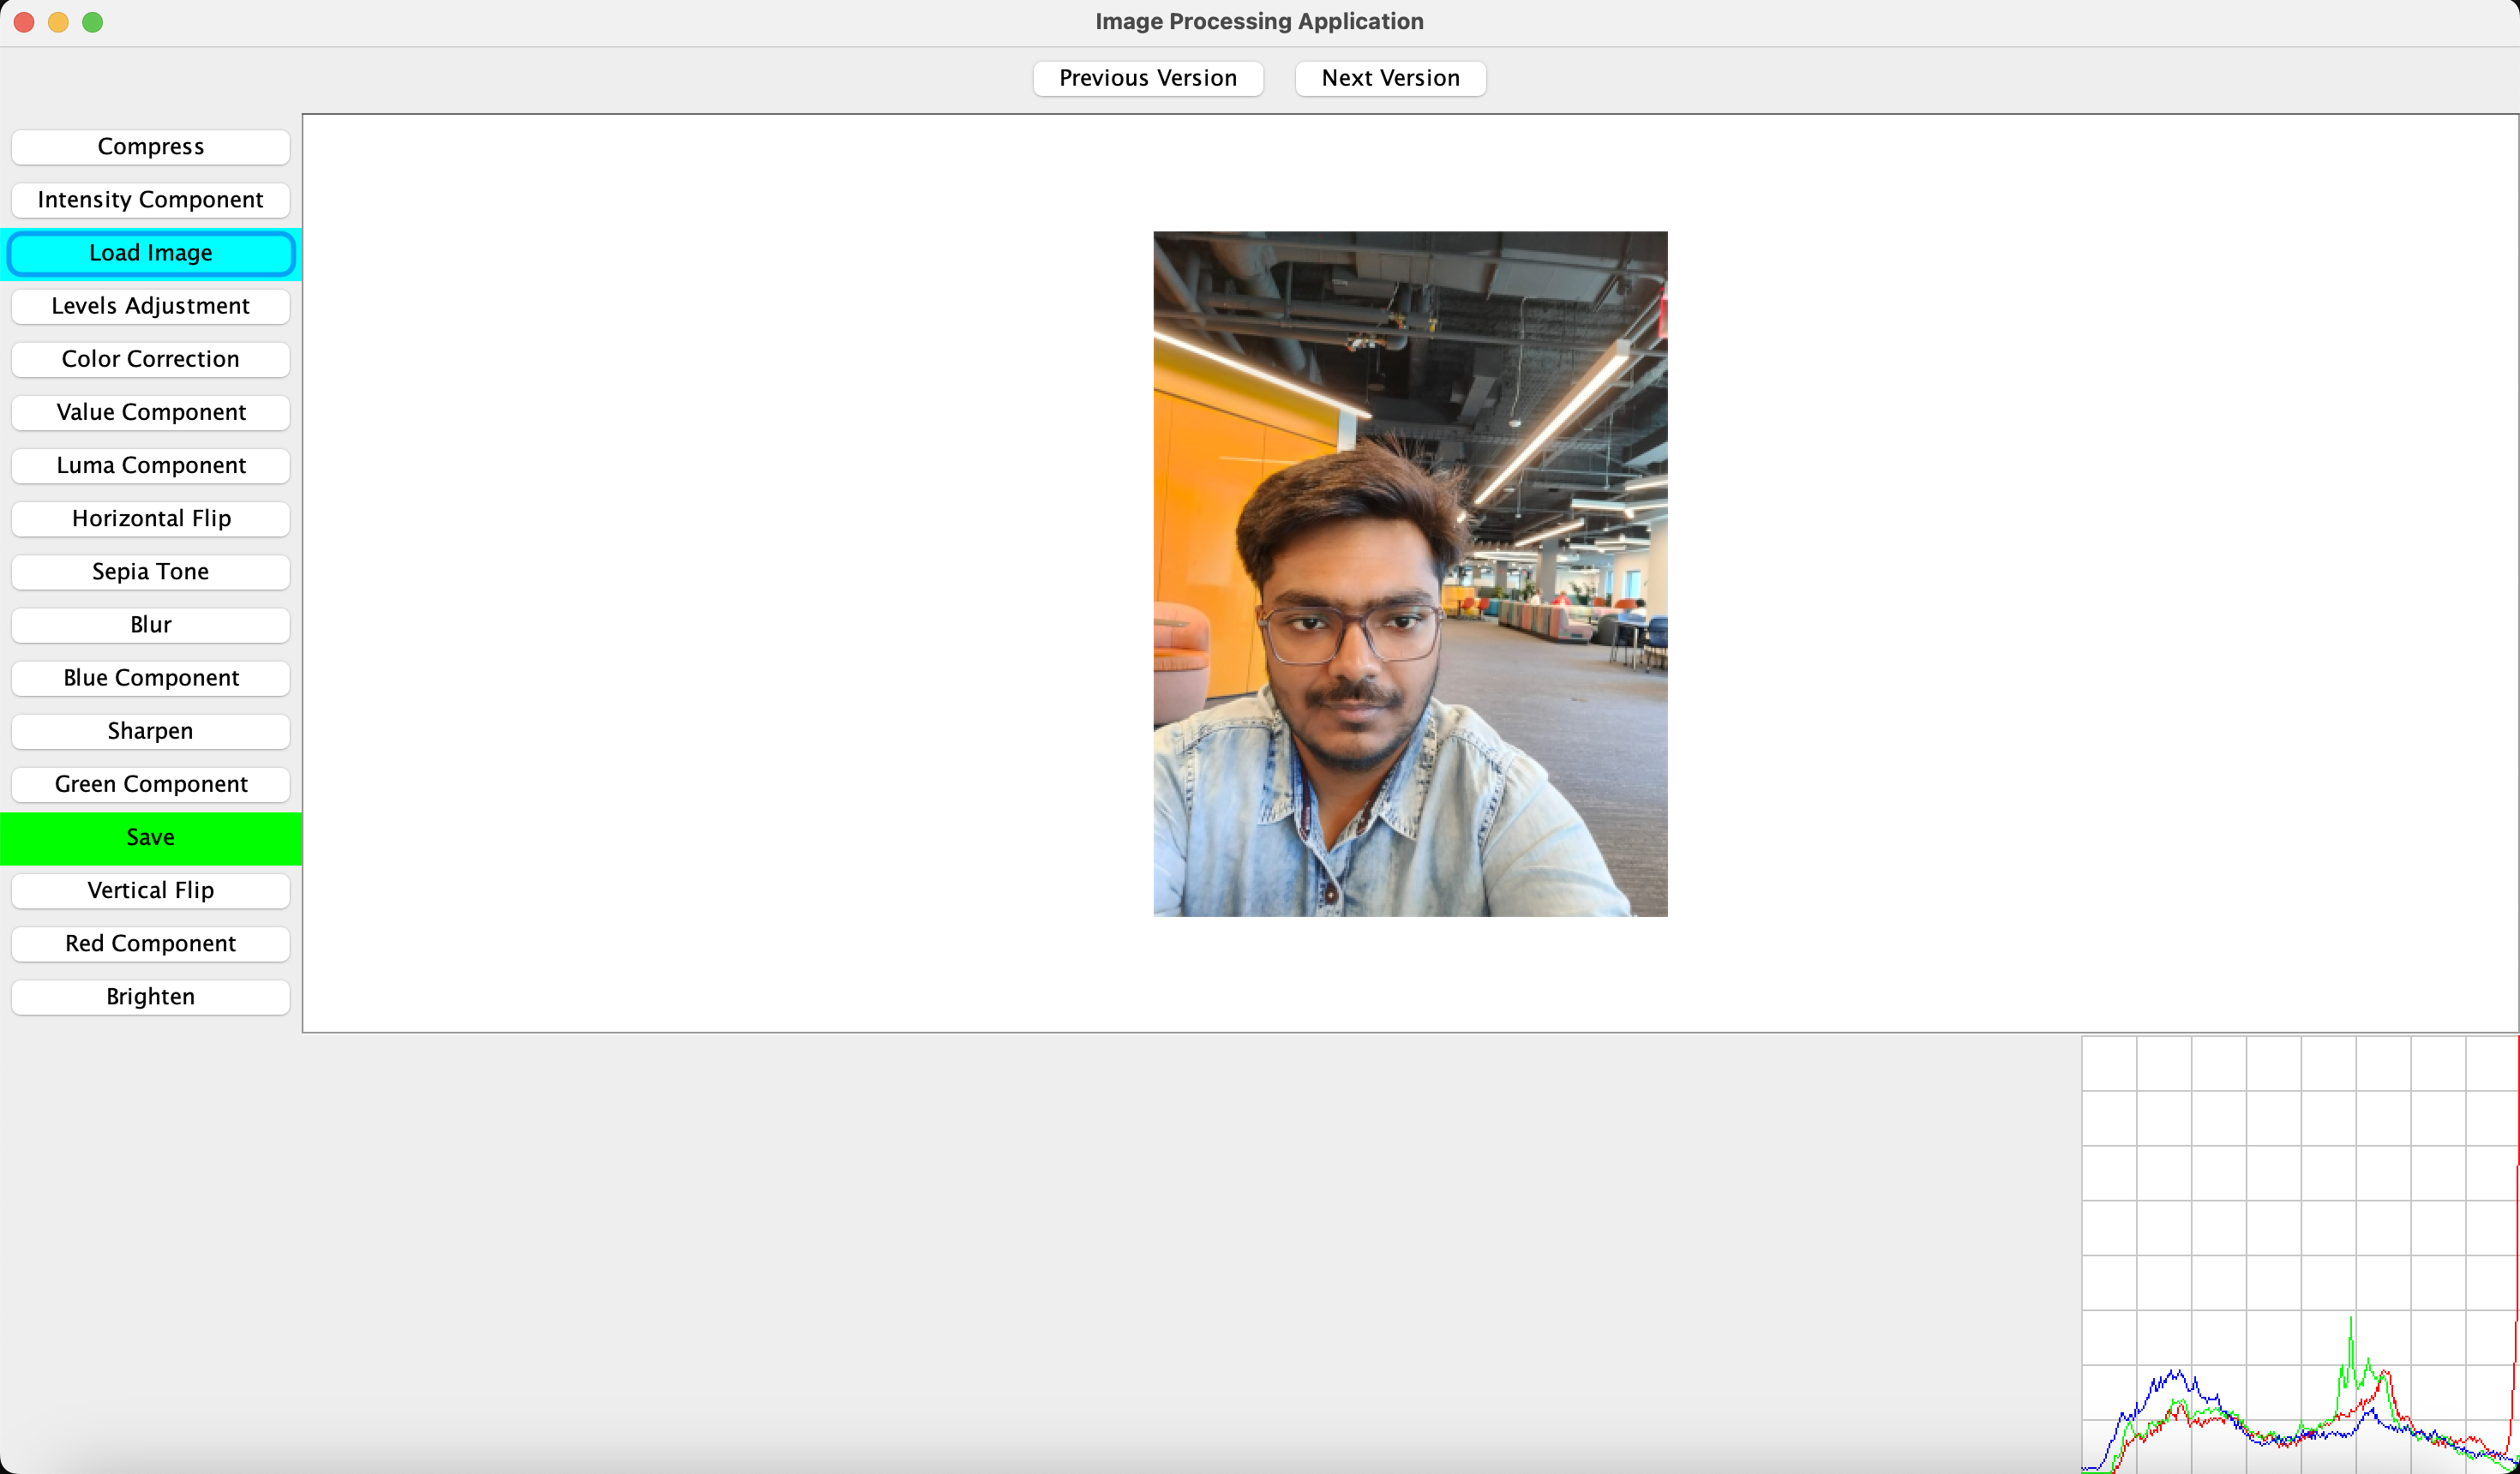 Image Processing Application
Previous Version
Next Version
Compress
Intensity Component
Load Image
Levels Adjustment
Color Correction
Value Component
Luma Component
Horizontal Flip
Sepia Tone
Blur
Blue Component
Sharpen
Green Component
Save
Vertical Flip
Red Component
Brighten